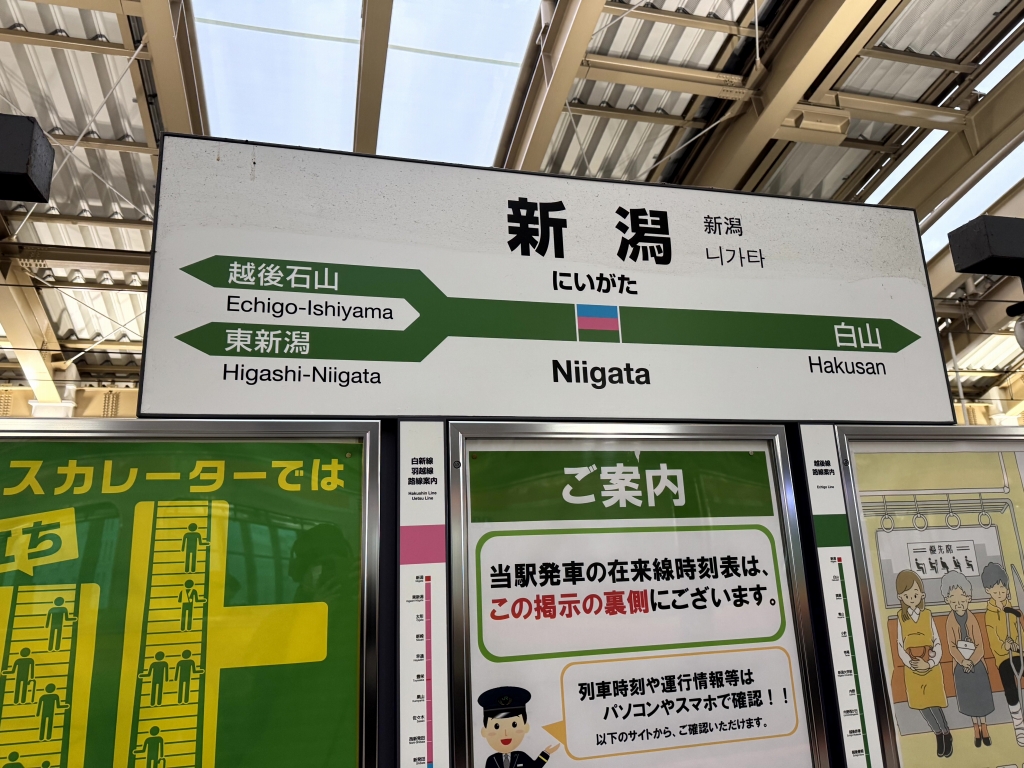 新潟
新潟
니가타
にいがた
Niigata
越後石山
Echigo-Ishiyama
東新潟
Higashi-Niigata
白山
Hakusan
スカレーターでは
立ち
白新線
羽越線
路線案内
Hakushin Line
Uetsu Line
ご案内
当駅発車の在来線時刻表は、
この掲示の裏側にございます。
列車時刻や運行情報等は
パソコンやスマホで確認！！
以下のサイトから、ご確認いただけます。
越後線
路線案内
Echigo Line
優先席